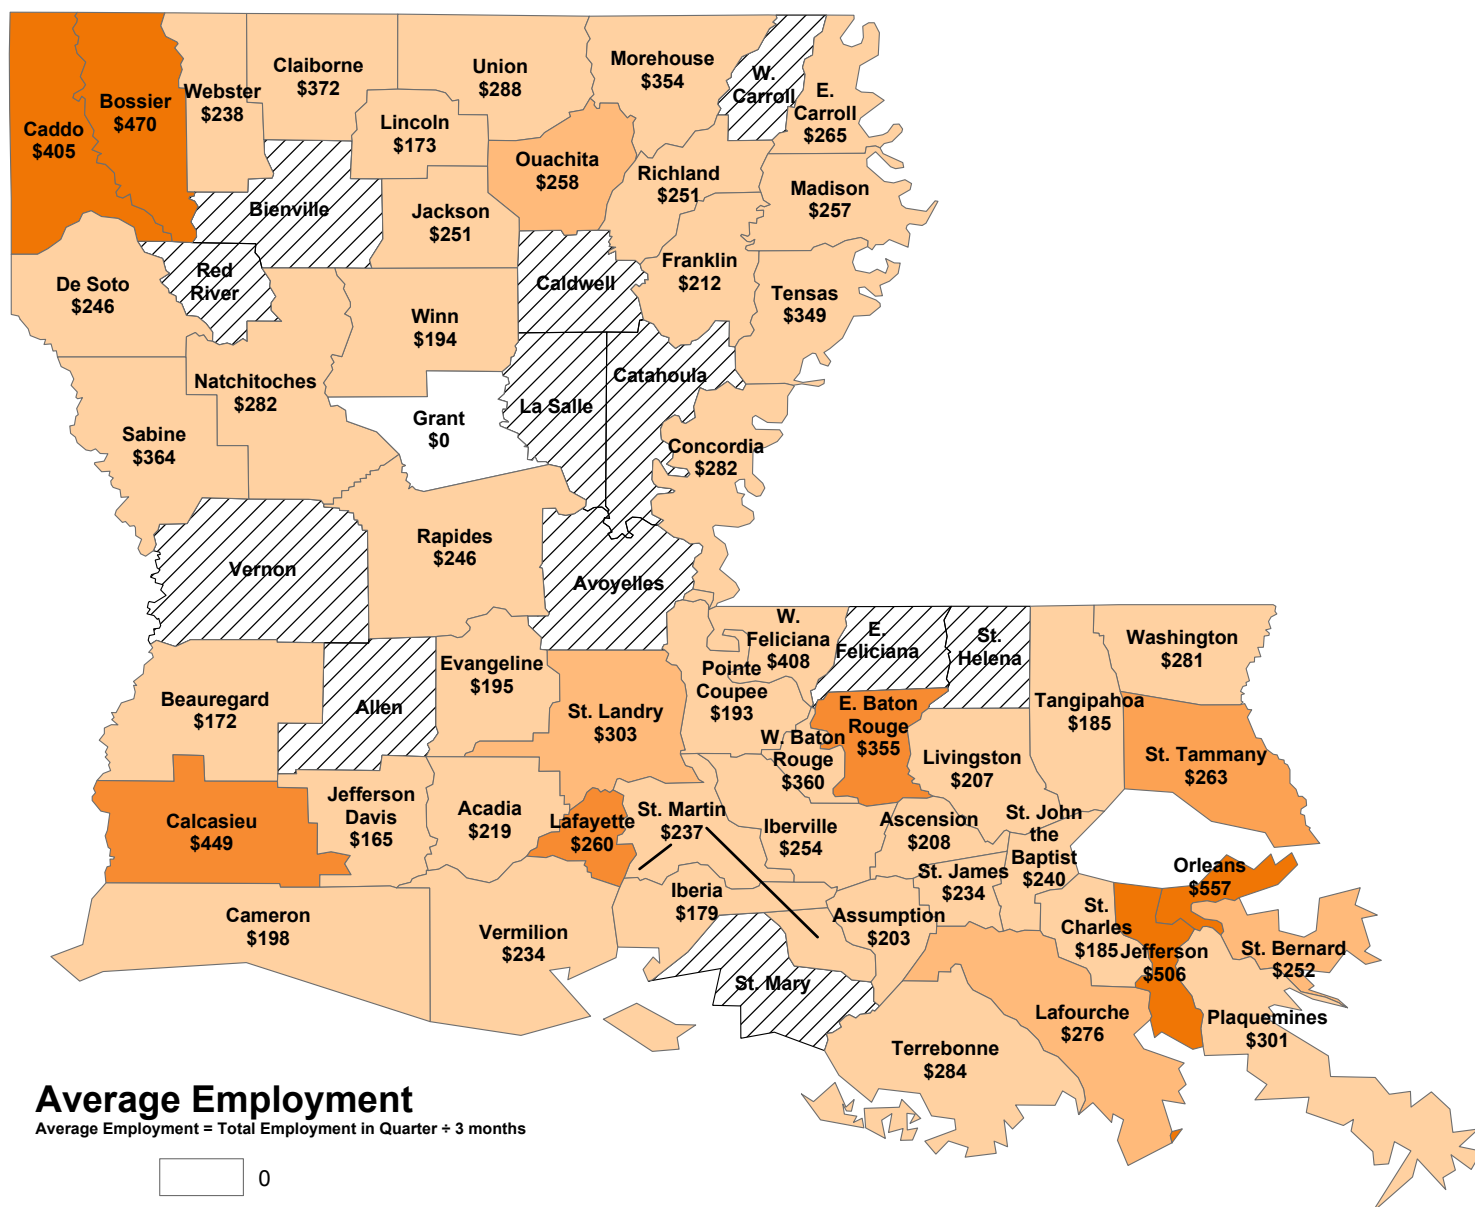 Caddo
$405
Bossier
$470
Webster
$238
Claiborne
$372
Union
$288
Lincoln
$173
Morehouse
$354
W.
Carroll
E.
Carroll
$265
Ouachita
$258
Richland
$251
Madison
$257
Bienville
Jackson
$251
De Soto
$246
Red
River
Caldwell
Franklin
$212
Tensas
$349
Winn
$194
Natchitoches
$282
Sabine
$364
Grant
$0
La Salle
Catahoula
Concordia
$282
Vernon
Rapides
$246
Avoyelles
Beauregard
$172
Allen
Evangeline
$195
St. Landry
$303
Pointe
Coupee
$193
W.
Feliciana
$408
E.
Feliciana
St.
Helena
Tangipahoa
$185
Washington
$281
W. Baton
Rouge
$360
E. Baton
Rouge
$355
Livingston
$207
St. Tammany
$263
Calcasieu
$449
Jefferson
Davis
$165
Acadia
$219
Lafayette
$260
St. Martin
$237
Iberville
$254
Ascension
$208
St. John
the
Baptist
$240
St. James
$234
Orleans
$557
Cameron
$198
Vermilion
$234
Iberia
$179
Assumption
$203
St.
Charles
$185
Jefferson
$506
St. Bernard
$252
St. Mary
Terrebonne
$284
Lafourche
$276
Plaquemines
$301
Average Employment
Average Employment = Total Employment in Quarter ÷ 3 months
0